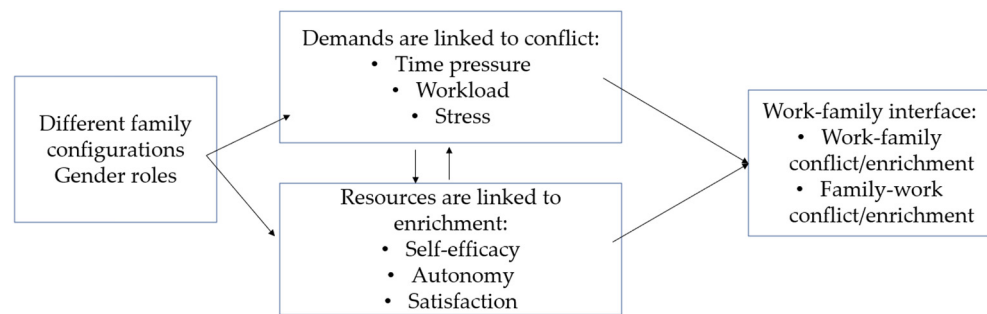 Different family
configurations
Gender roles
Demands are linked to conflict:
• Time pressure
• Workload
• Stress
Resources are linked to
enrichment:
• Self-efficacy
• Autonomy
• Satisfaction
Work-family interface:
• Work-family
conflict/enrichment
• Family-work
conflict/enrichment